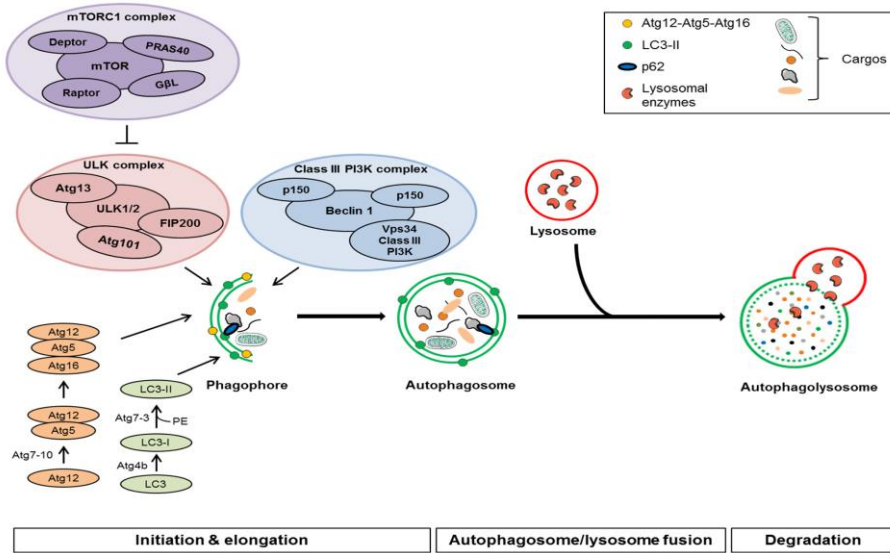 mTORC1 complex
Deptor
PRAS40
mTOR
Raptor
GβL
Atg12-Atg5-Atg16
LC3-II
p62
Lysosomal
enzymes
Cargos
ULK complex
Atg13
ULK1/2
FIP200
Atg101
Class III PI3K complex
p150
p150
Beclin 1
Vps34
Class III
PI3K
Lysosome
Atg12
Atg5
Atg16
Atg12
Atg5
Atg7-10
Atg12
LC3-II
Atg7-3
PE
LC3-I
Atg4b
LC3
Phagophore
Autophagosome
Autophagolysosome
Initiation & elongation
Autophagosome/lysosome fusion
Degradation